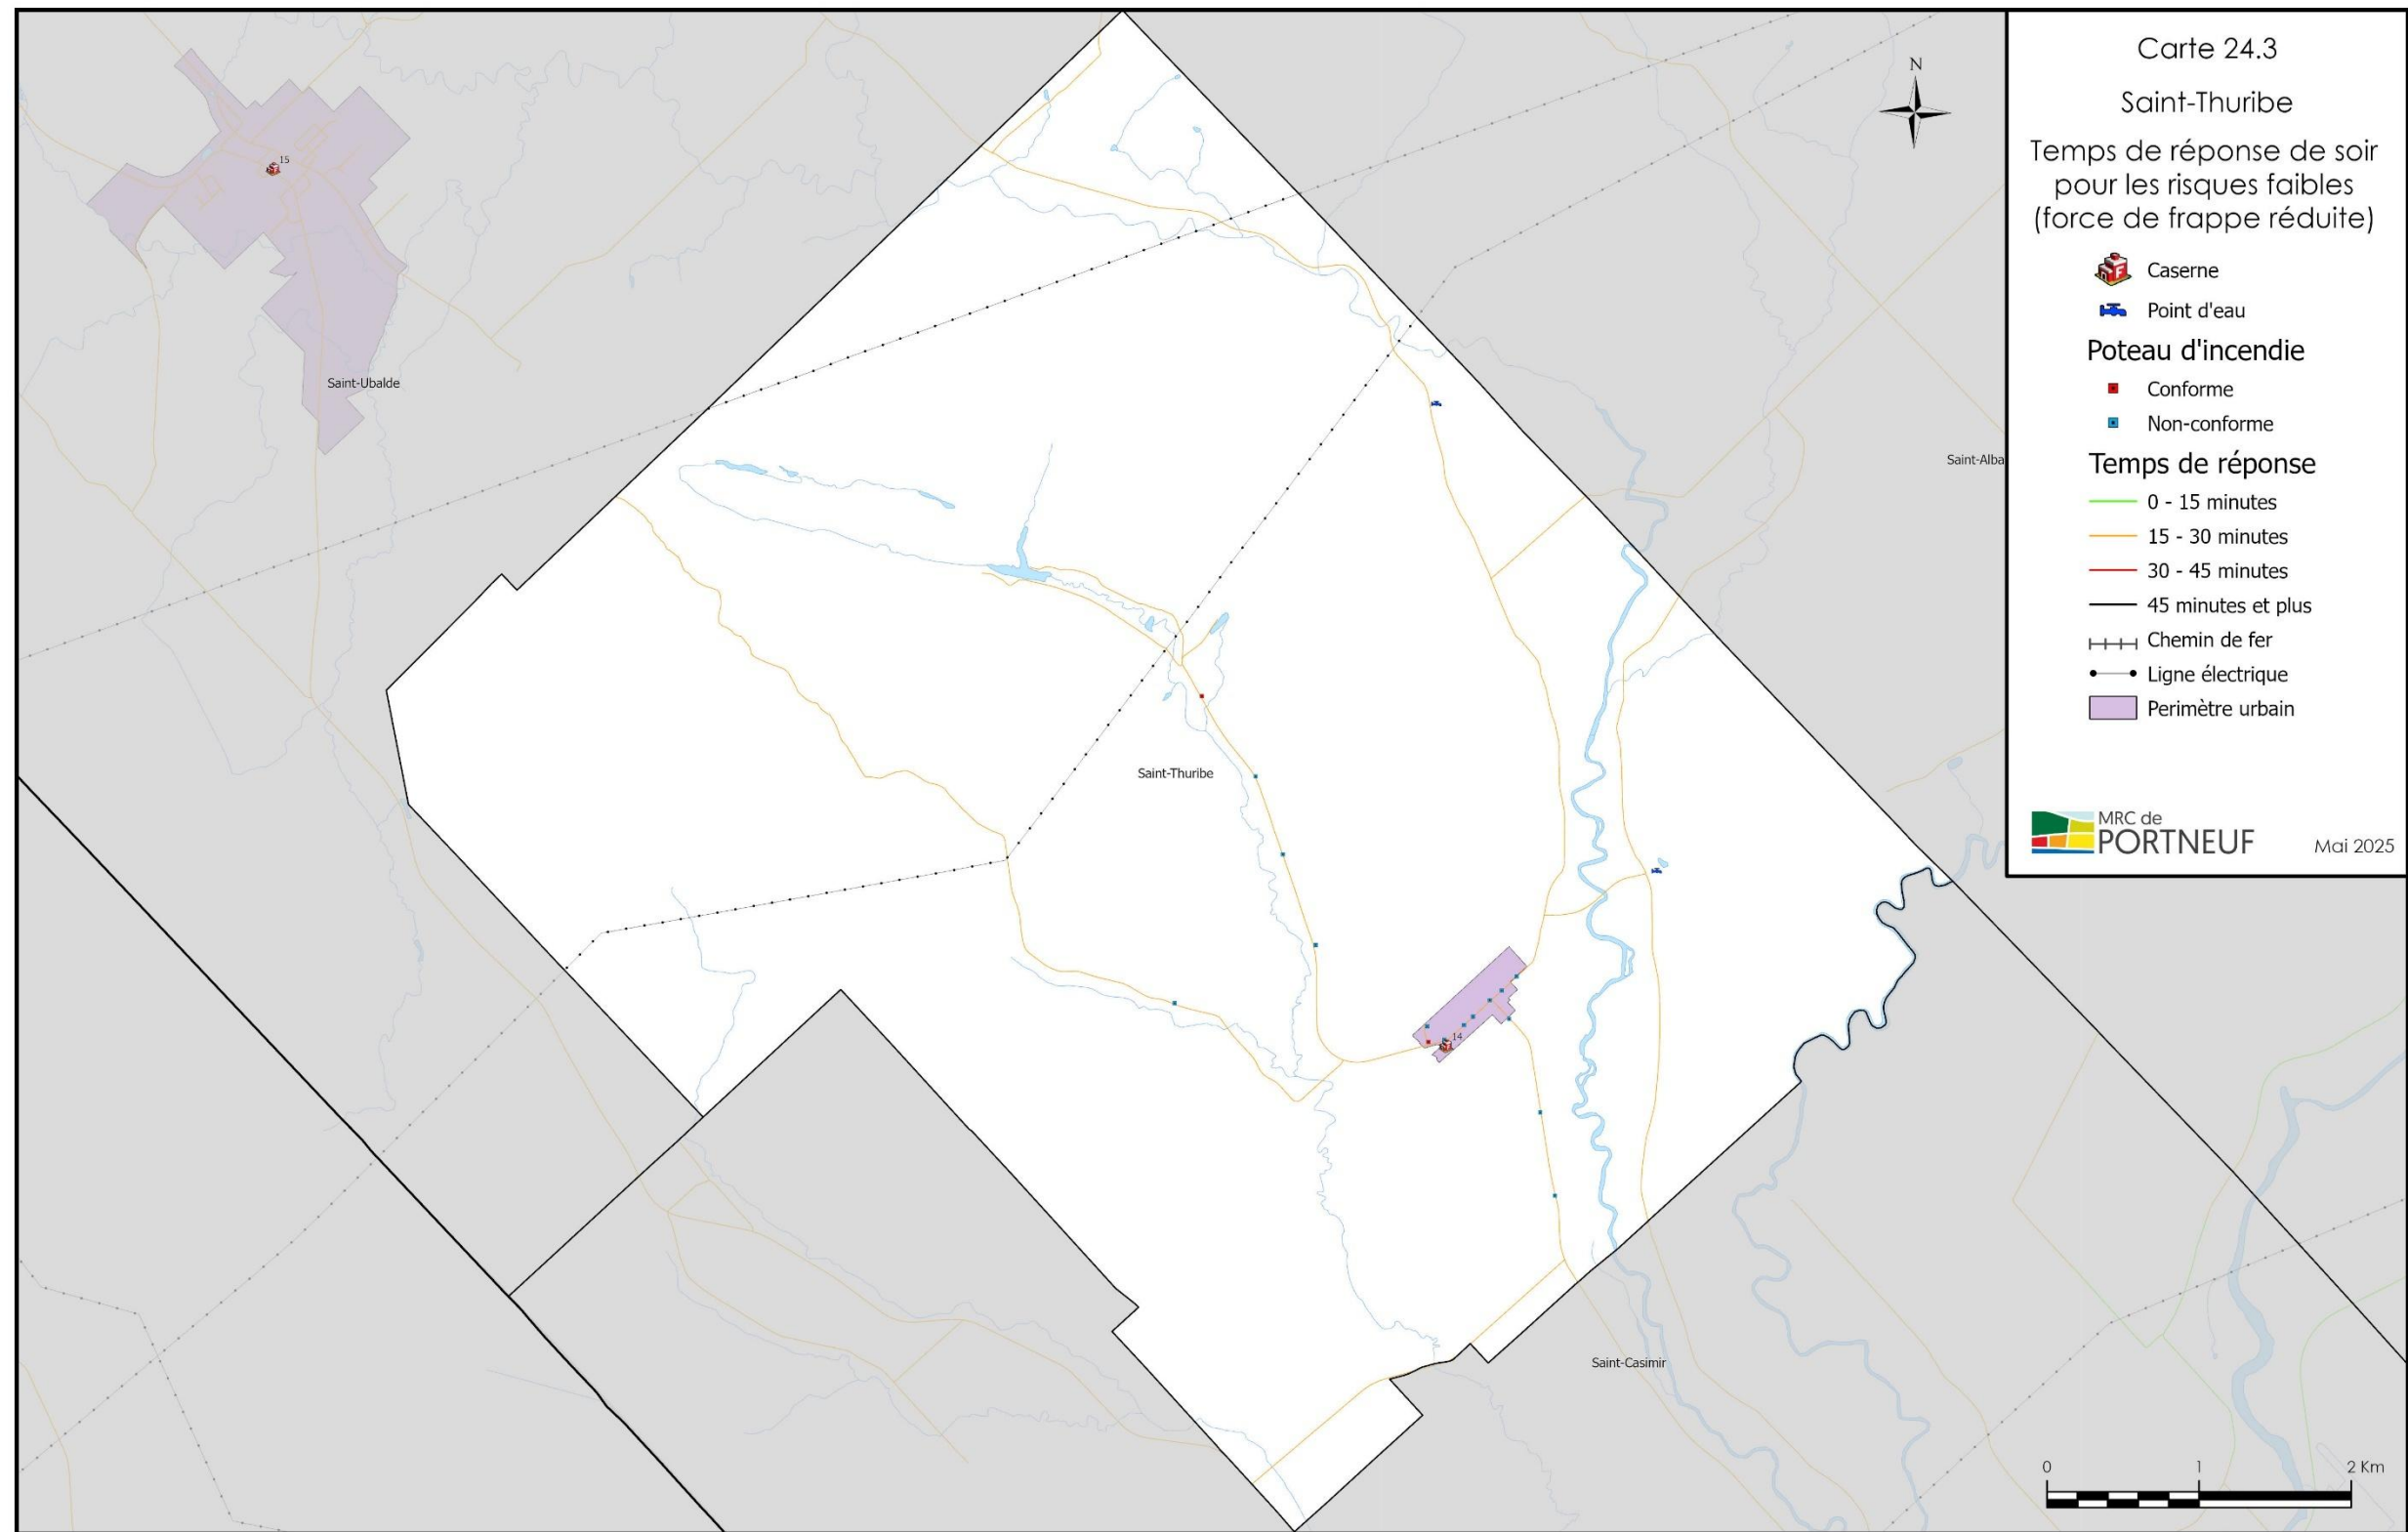 Carte 24.3
Saint-Thuribe
Temps de réponse de soir
pour les risques faibles
(force de frappe réduite)
Caserne
Point d'eau
Poteau d'incendie
Conforme
Non-conforme
Temps de réponse
0 - 15 minutes
15 - 30 minutes
30 - 45 minutes
45 minutes et plus
Chemin de fer
Ligne électrique
Perimètre urbain
MRC de
PORTNEUF
Mai 2025
N
15
Saint-Ubalde
Saint-Alba
Saint-Thuribe
14
Saint-Casimir
0 1 2 Km